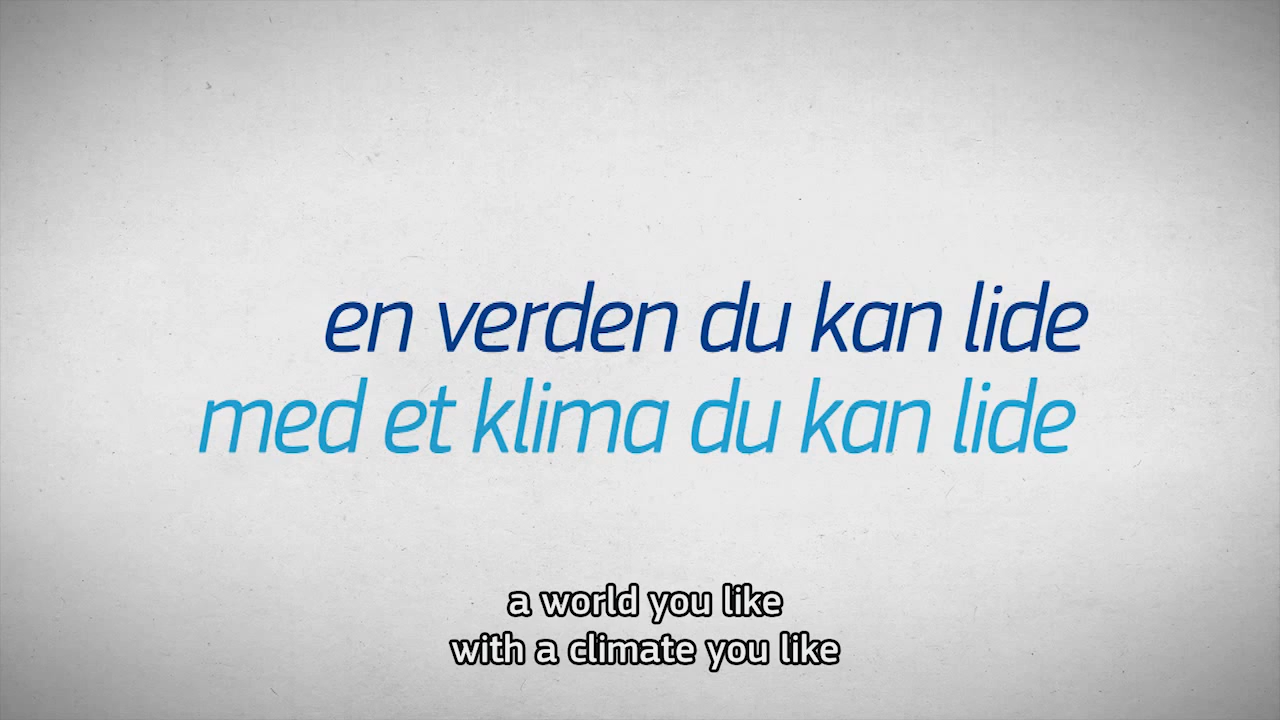 en verden du kan lide
med et klima du kan lide
a world you like
with a climate you like